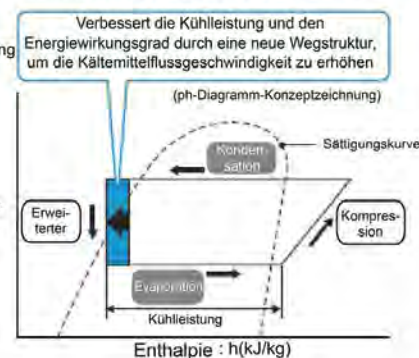 Verbessert die Kühlleistung und den
Energiewirkungsgrad durch eine neue Wegstruktur,
um die Kältemittelflussgeschwindigkeit zu erhöhen
ng
(ph-Diagramm-Konzeptzeichnung)
Konden-
sation
Sättigungskurve
Erwei-
terter
Kompres-
sion
Evaporation
Kühlleistung
Enthalpie : h(kJ/kg)